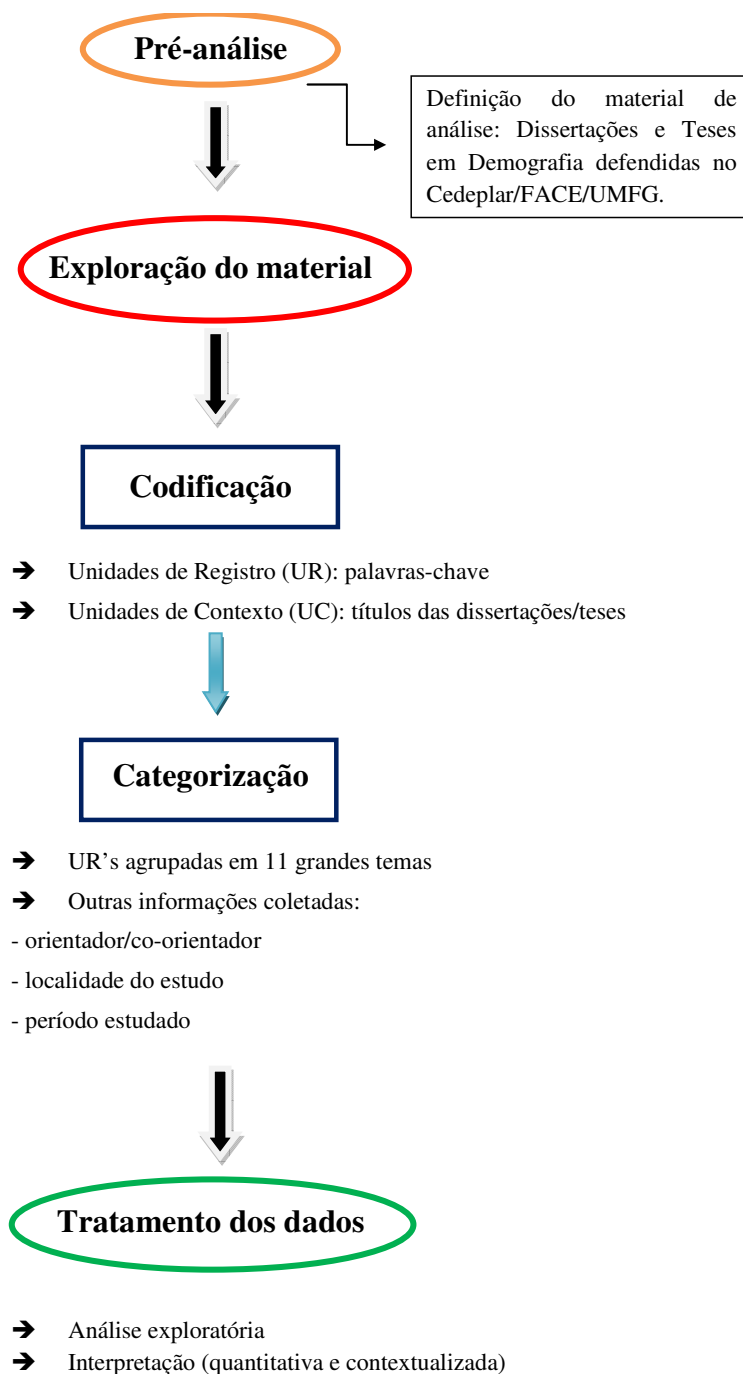 Pré-análise
Definição do material de
análise: Dissertações e Teses
em Demografia defendidas no
Cedeplar/FACE/UMFG.
Exploração do material
Codificação
➔ Unidades de Registro (UR): palavras-chave
➔ Unidades de Contexto (UC): títulos das dissertações/teses
Categorização
➔ UR’s agrupadas em 11 grandes temas
➔ Outras informações coletadas:
- orientador/co-orientador
- localidade do estudo
- período estudado
Tratamento dos dados
➔ Análise exploratória
➔ Interpretação (quantitativa e contextualizada)